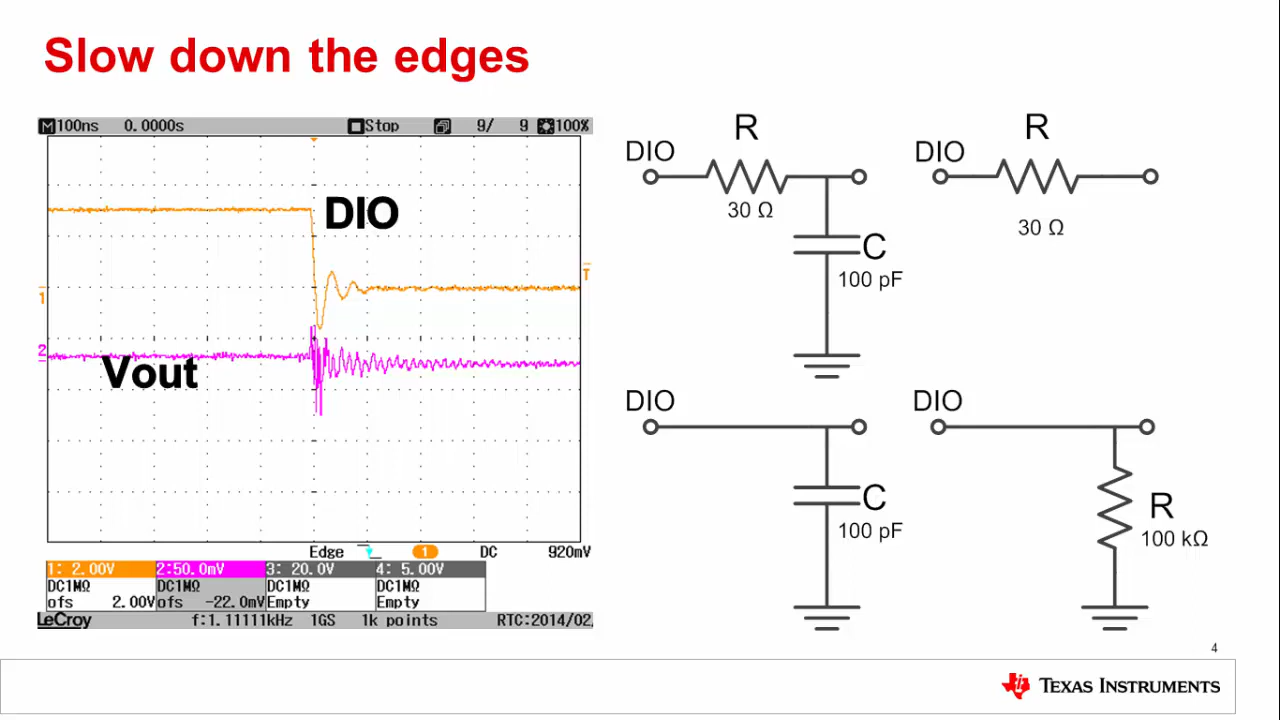 Slow down the edges
M 100ns 0.0000s Stop 9/ 9 100%
DIO
1
T
2
Vout
Edge 1 DC 920mV
1: 2.00V 2:50.0mV 3: 20.0V 4: 5.00V
DC1MΩ DC1MΩ DC1MΩ DC1MΩ
ofs 2.00V ofs -22.0mV Empty Empty
LeCroy f:1.11111kHz 1GS 1k points RTC:2014/02/
R
DIO
30 Ω
C
100 pF
R
DIO
30 Ω
DIO
C
100 pF
DIO
R
100 kΩ
4
TEXAS INSTRUMENTS